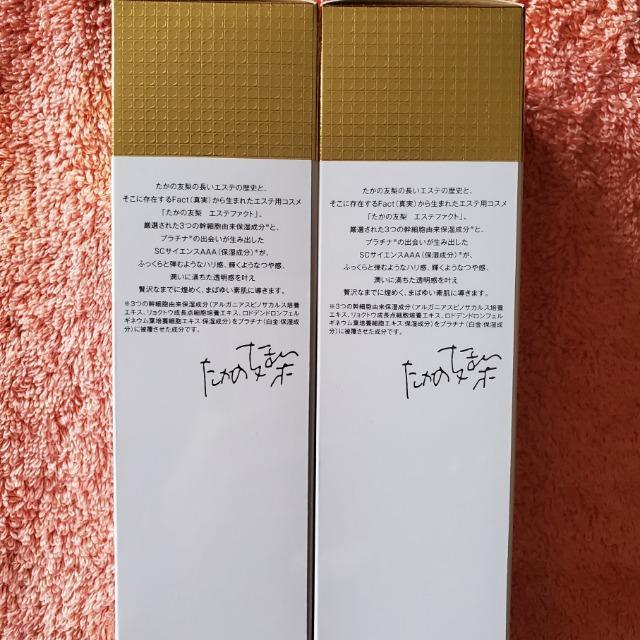 たかの友梨の長いエステの歴史と、
そこに存在するFact(真実)から生まれたエステ用コスメ
「たかの友梨　エステファクト」。
厳選された3つの幹細胞由来保湿成分※と、
プラチナ※の出会いが生み出した
SCサイエンスAAA(保湿成分)※が、
ふっくらと弾むようなハリ感、輝くようなつや感、
潤いに満ちた透明感を叶え
贅沢なまでに煌めく、まばゆい素肌に導きます。
※3つの幹細胞由来保湿成分(アルガニアスピノサカルス培養
エキス、リョクトウ成長点細胞培養エキス、ロドデンドロンフェル
ギネウム葉培養細胞エキス:保湿成分)をプラチナ(白金:保湿成
分)に被覆させた成分です。
たかの友梨
たかの友梨の長いエステの歴史と、
そこに存在するFact(真実)から生まれたエステ用コスメ
「たかの友梨　エステファクト」。
厳選された3つの幹細胞由来保湿成分※と、
プラチナ※の出会いが生み出した
SCサイエンスAAA(保湿成分)※が、
ふっくらと弾むようなハリ感、輝くようなつや感、
潤いに満ちた透明感を叶え
贅沢なまでに煌めく、まばゆい素肌に導きます。
※3つの幹細胞由来保湿成分(アルガニアスピノサカルス培養
エキス、リョクトウ成長点細胞培養エキス、ロドデンドロンフェル
ギネウム葉培養細胞エキス:保湿成分)をプラチナ(白金:保湿成
分)に被覆させた成分です。
たかの友梨